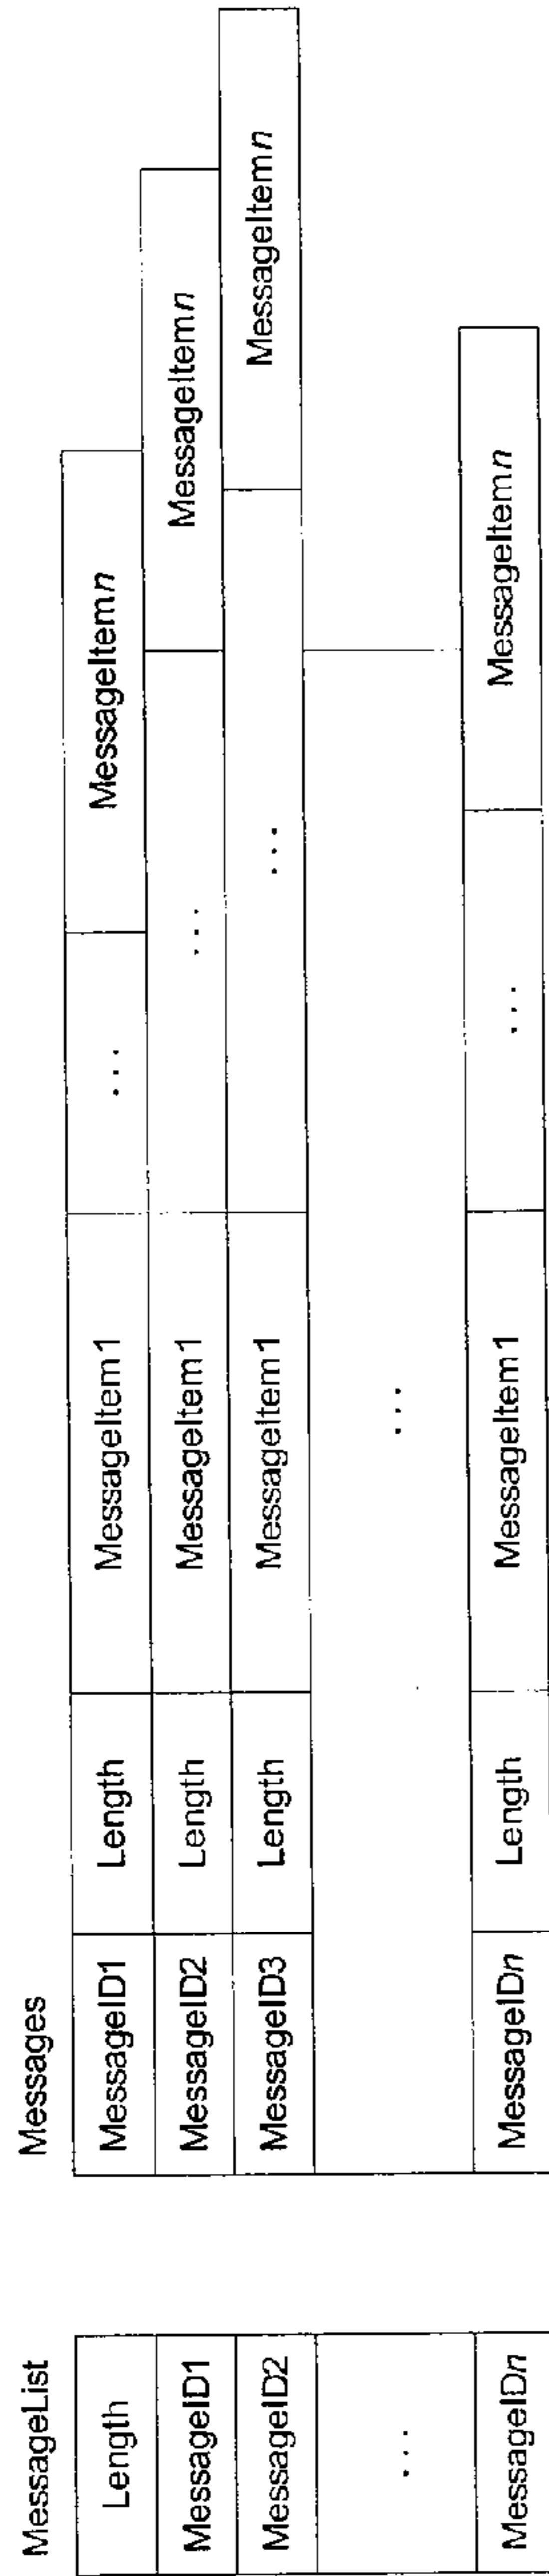 MessageList
Length
MessageID1
MessageID2
...
MessageIDn
Messages
MessageID1 Length MessageItem1 ... MessageItemn
MessageID2 Length MessageItem1 ... MessageItemn
MessageID3 Length MessageItem1 ... MessageItemn
...
MessageIDn Length MessageItem1 ... MessageItemn